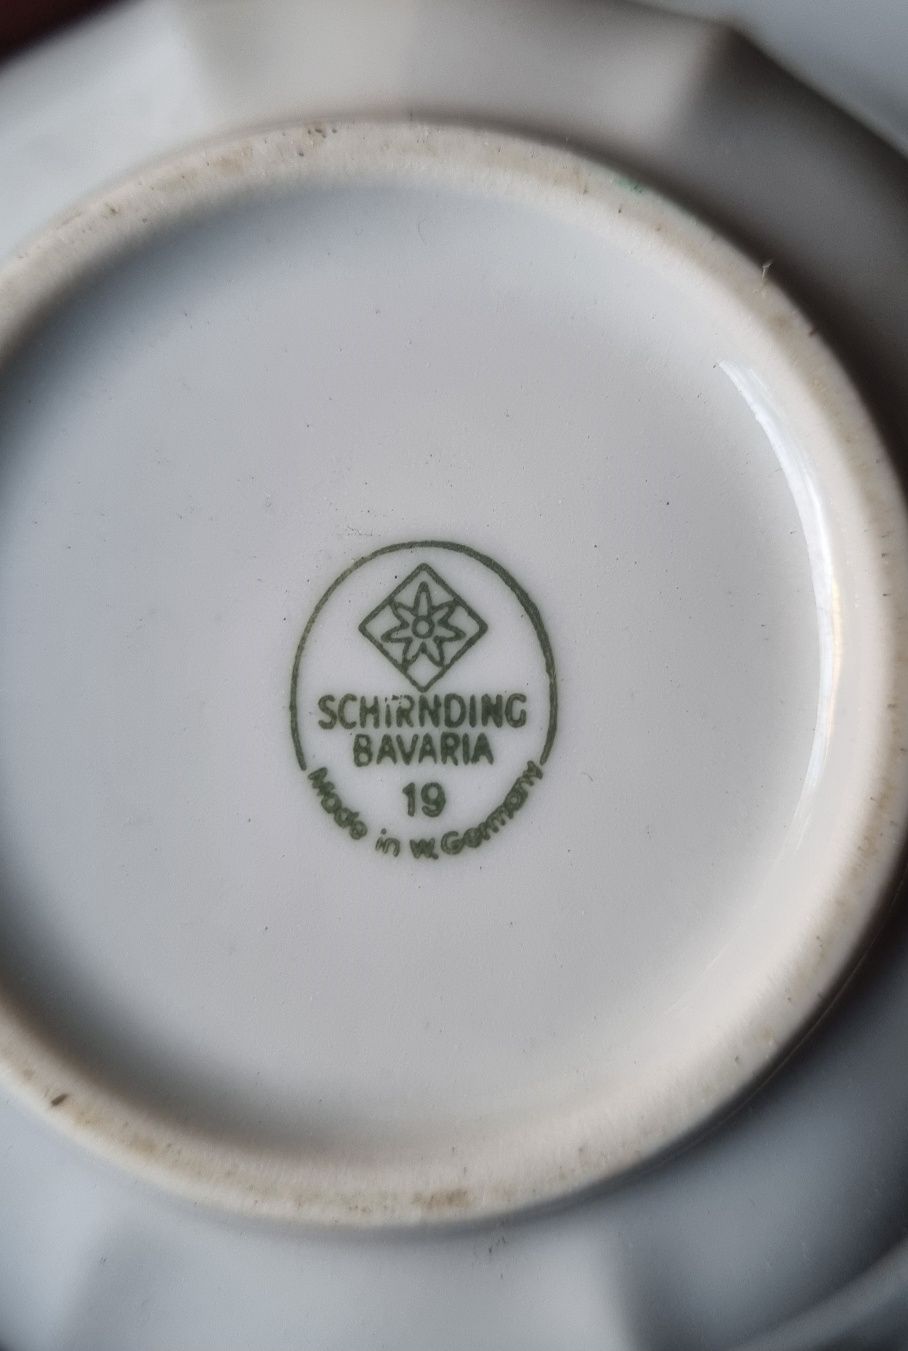 SCHIRNDING
BAVARIA
19
Made in W. Germany